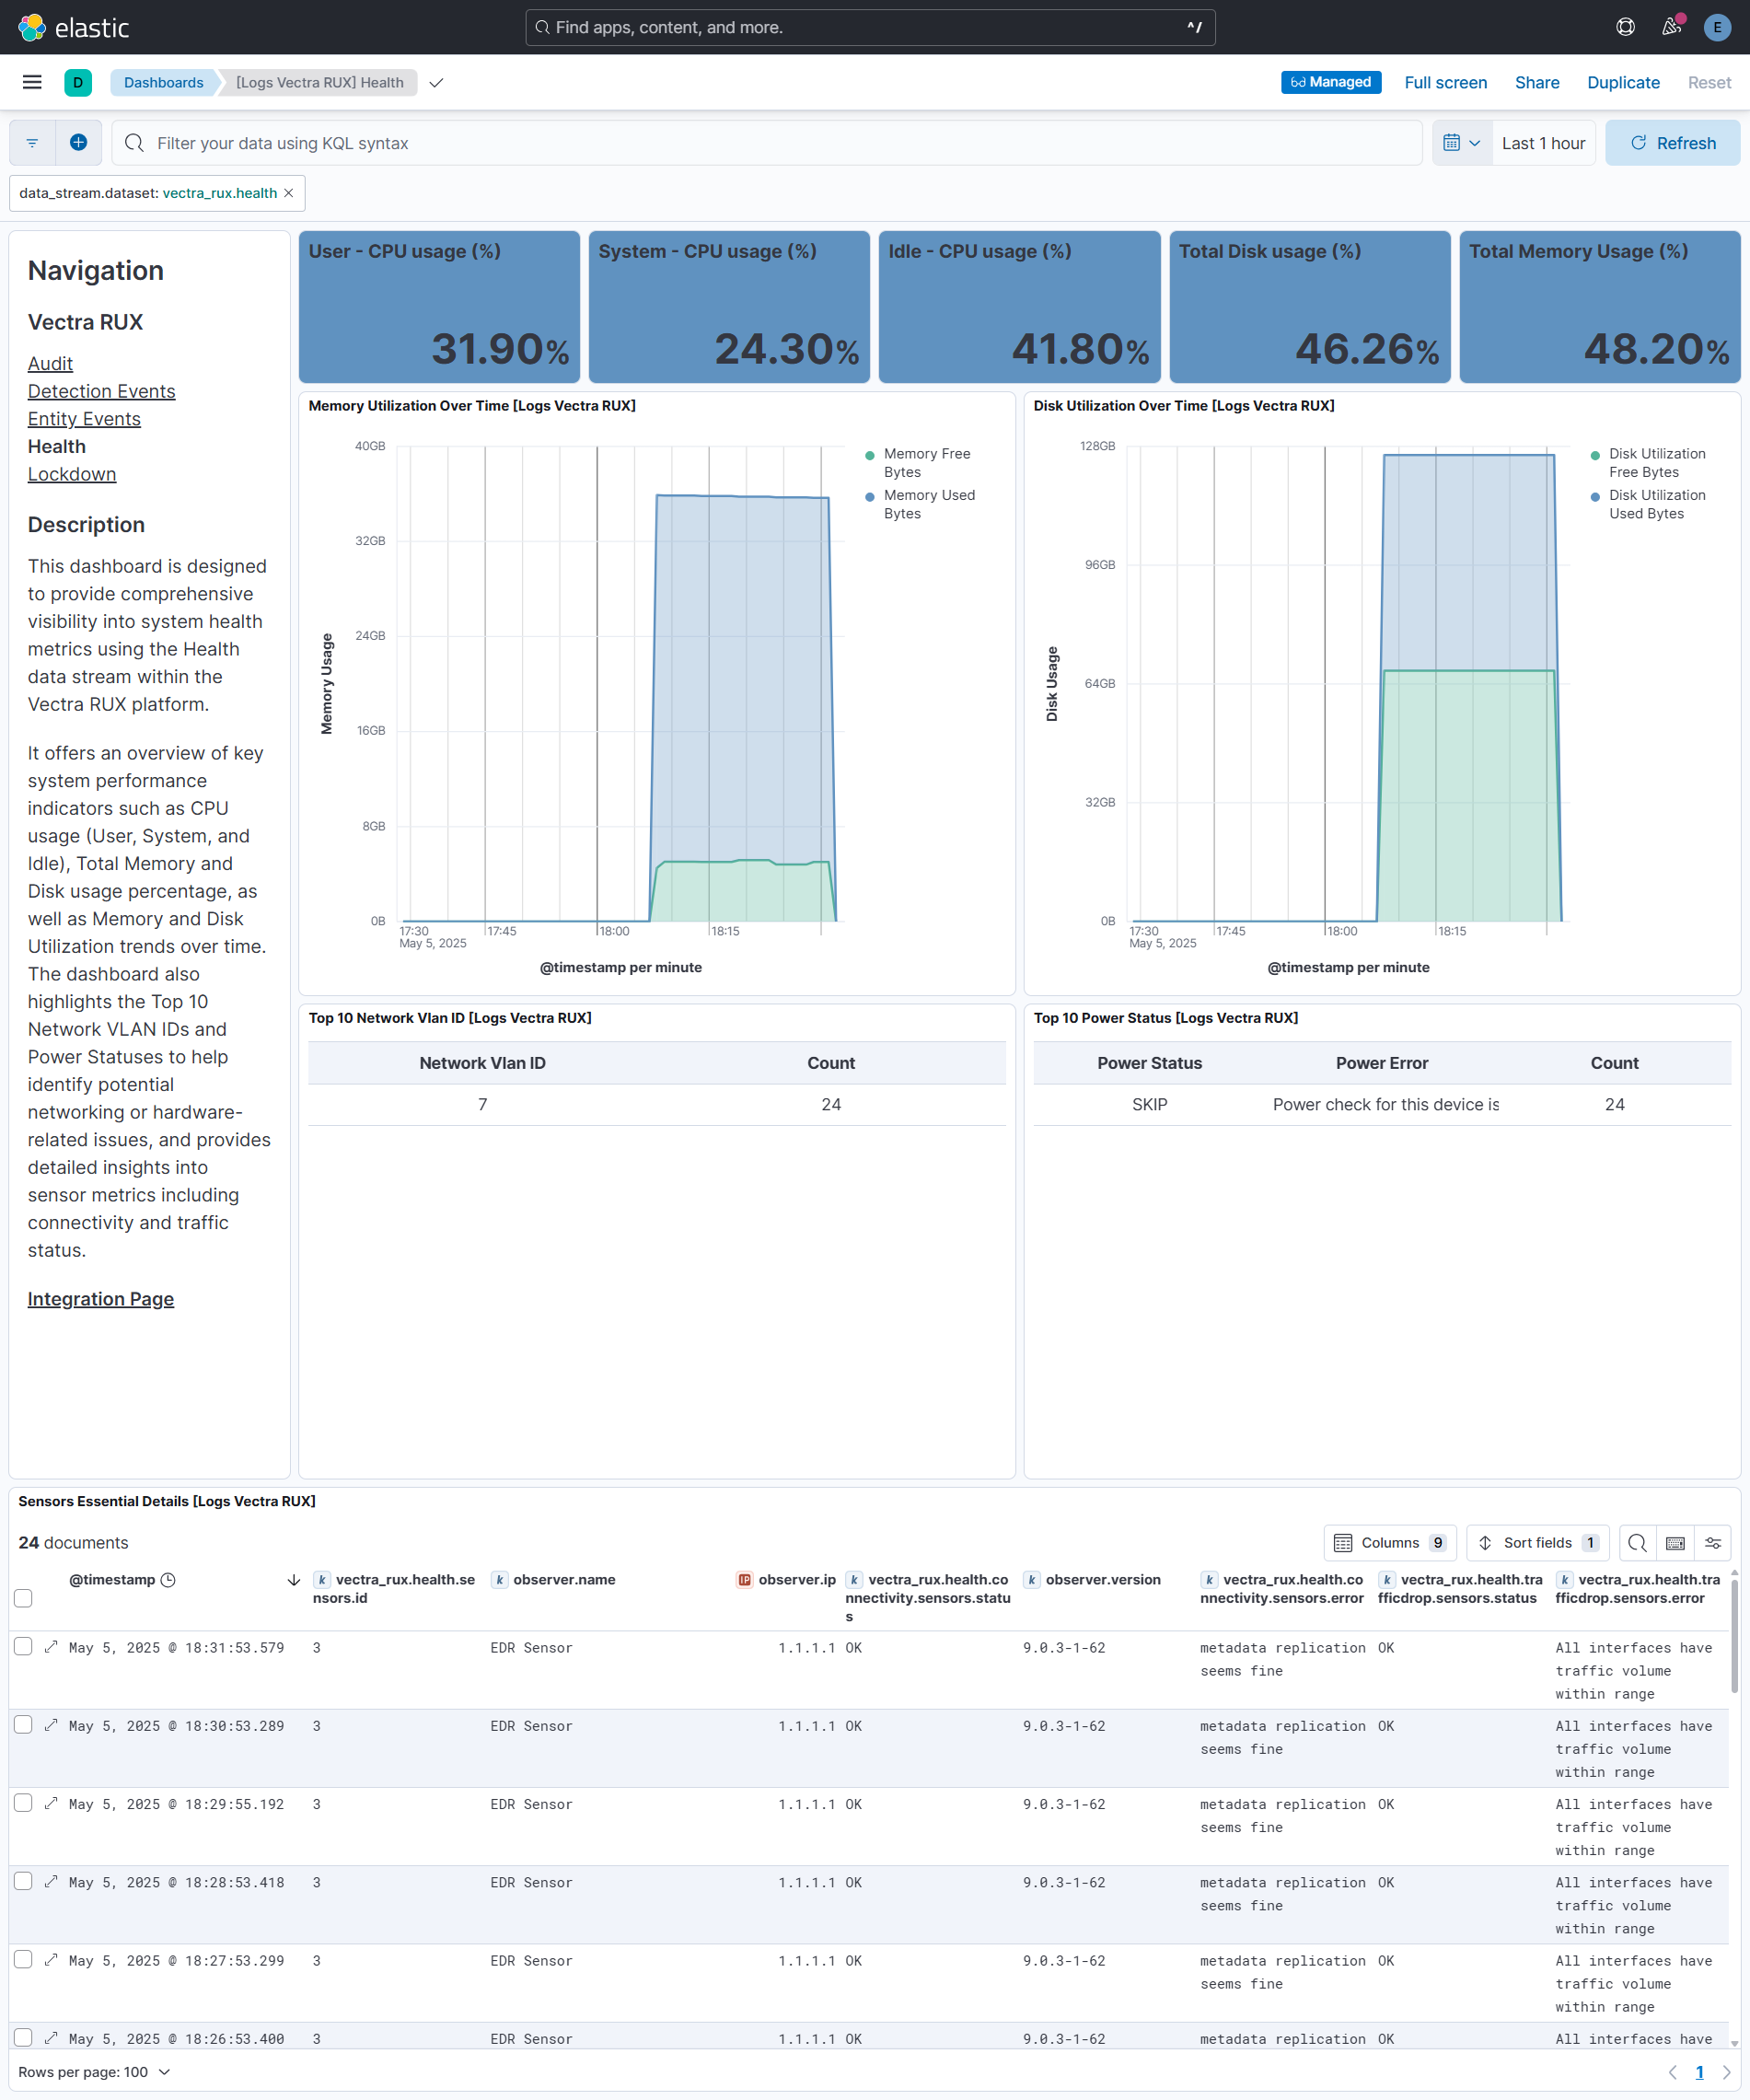 elastic
Find apps, content, and more.
^/
E
D
Dashboards
[Logs Vectra RUX] Health
Managed
Full screen
Share
Duplicate
Reset
Filter your data using KQL syntax
Last 1 hour
Refresh
data_stream.dataset: vectra_rux.health
Navigation
Vectra RUX
Audit
Detection Events
Entity Events
Health
Lockdown
Description
This dashboard is designed
to provide comprehensive
visibility into system health
metrics using the Health
data stream within the
Vectra RUX platform.
It offers an overview of key
system performance
indicators such as CPU
usage (User, System, and
Idle), Total Memory and
Disk usage percentage, as
well as Memory and Disk
Utilization trends over time.
The dashboard also
highlights the Top 10
Network VLAN IDs and
Power Statuses to help
identify potential
networking or hardware-
related issues, and provides
detailed insights into
sensor metrics including
connectivity and traffic
status.
Integration Page
User - CPU usage (%)
31.90%
System - CPU usage (%)
24.30%
Idle - CPU usage (%)
41.80%
Total Disk usage (%)
46.26%
Total Memory Usage (%)
48.20%
Memory Utilization Over Time [Logs Vectra RUX]
40GB
32GB
24GB
16GB
8GB
0B
Memory Usage
17:30
May 5, 2025
17:45
18:00
18:15
@timestamp per minute
Memory Free
Bytes
Memory Used
Bytes
Disk Utilization Over Time [Logs Vectra RUX]
128GB
96GB
64GB
32GB
0B
Disk Usage
17:30
May 5, 2025
17:45
18:00
18:15
@timestamp per minute
Disk Utilization
Free Bytes
Disk Utilization
Used Bytes
Top 10 Network Vlan ID [Logs Vectra RUX]
Network Vlan ID Count
7 24
Top 10 Power Status [Logs Vectra RUX]
Power Status Power Error Count
SKIP Power check for this device is 24
Sensors Essential Details [Logs Vectra RUX]
24 documents
Columns 9
Sort fields 1
@timestamp
k vectra_rux.health.se
nsors.id
k observer.name
IP observer.ip
k vectra_rux.health.co
nnectivity.sensors.statu
s
k observer.version
k vectra_rux.health.co
nnectivity.sensors.error
k vectra_rux.health.tra
fficdrop.sensors.status
k vectra_rux.health.tra
fficdrop.sensors.error
May 5, 2025 @ 18:31:53.579 3 EDR Sensor 1.1.1.1 OK 9.0.3-1-62 metadata replication OK All interfaces have
seems fine traffic volume
within range
May 5, 2025 @ 18:30:53.289 3 EDR Sensor 1.1.1.1 OK 9.0.3-1-62 metadata replication OK All interfaces have
seems fine traffic volume
within range
May 5, 2025 @ 18:29:55.192 3 EDR Sensor 1.1.1.1 OK 9.0.3-1-62 metadata replication OK All interfaces have
seems fine traffic volume
within range
May 5, 2025 @ 18:28:53.418 3 EDR Sensor 1.1.1.1 OK 9.0.3-1-62 metadata replication OK All interfaces have
seems fine traffic volume
within range
May 5, 2025 @ 18:27:53.299 3 EDR Sensor 1.1.1.1 OK 9.0.3-1-62 metadata replication OK All interfaces have
seems fine traffic volume
within range
May 5, 2025 @ 18:26:53.400 3 EDR Sensor 1.1.1.1 OK 9.0.3-1-62 metadata replication OK All interfaces have
Rows per page: 100
1